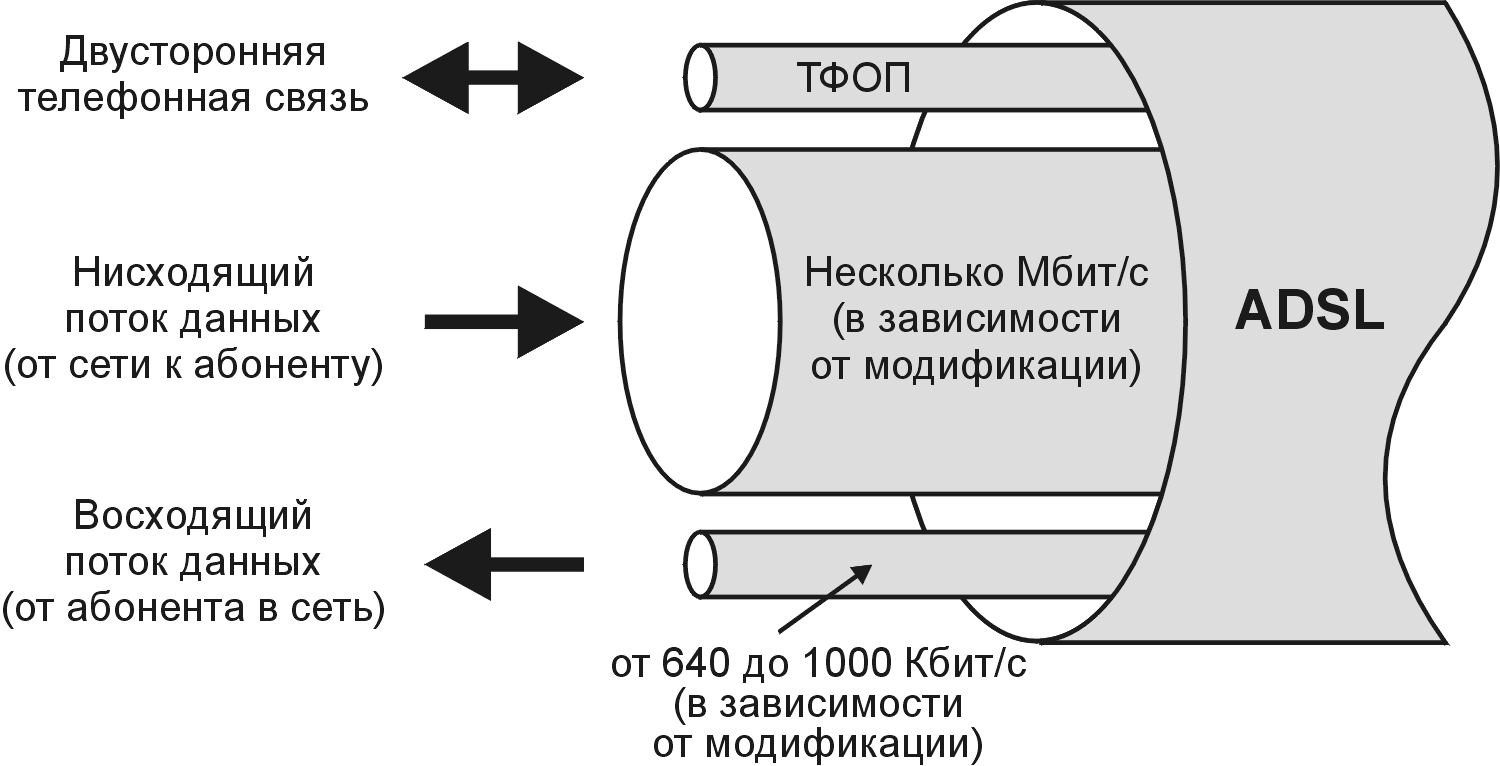 Двусторонняя
телефонная связь
ТФОП
Нисходящий
поток данных
(от сети к абоненту)
Несколько Мбит/с
(в зависимости
от модификации)
ADSL
Восходящий
поток данных
(от абонента в сеть)
от 640 до 1000 Кбит/с
(в зависимости
от модификации)